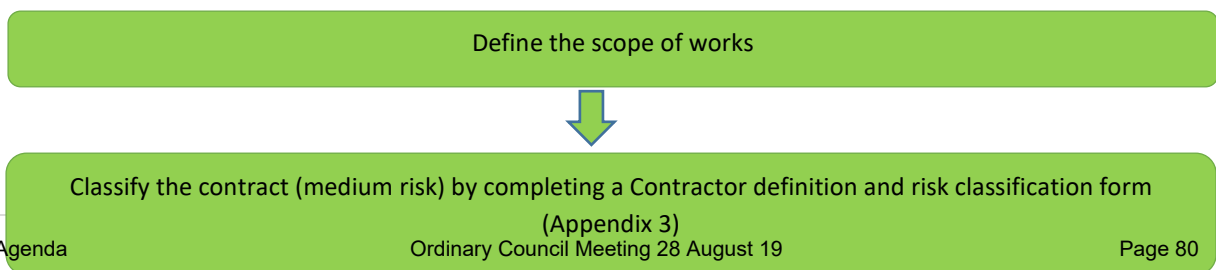 Define the scope of works
Classify the contract (medium risk) by completing a Contractor definition and risk classification form
(Appendix 3)
Agenda Ordinary Council Meeting 28 August 19 Page 80